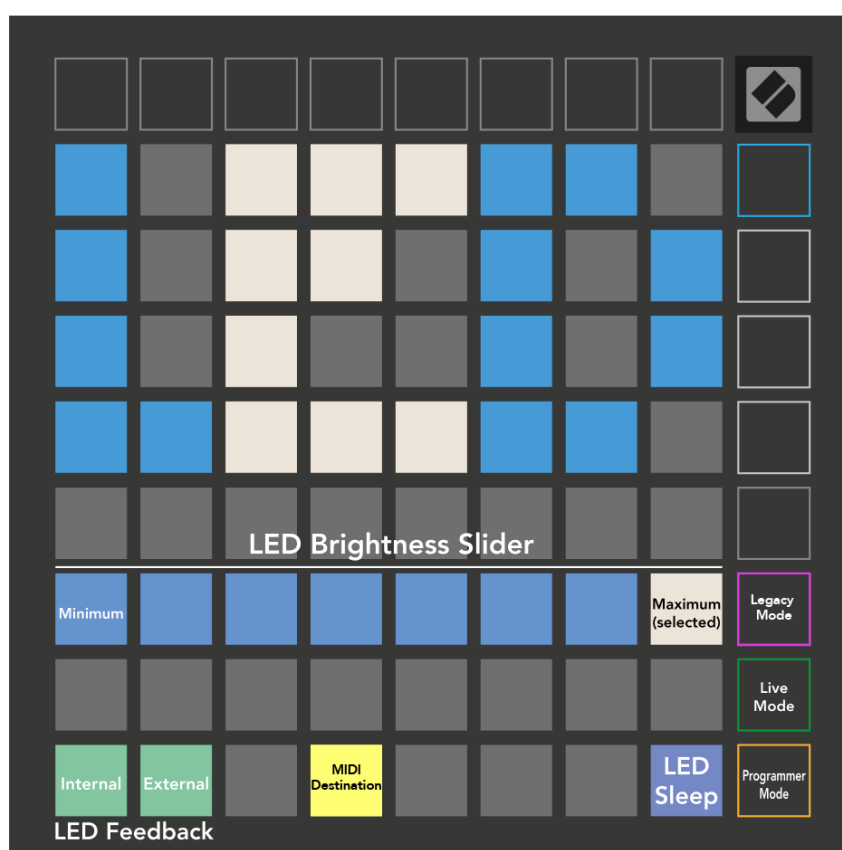 LED Brightness Slider
Minimum
Maximum
(selected)
Legacy
Mode
Live
Mode
Internal
External
MIDI
Destination
LED
Sleep
Programmer
Mode
LED Feedback